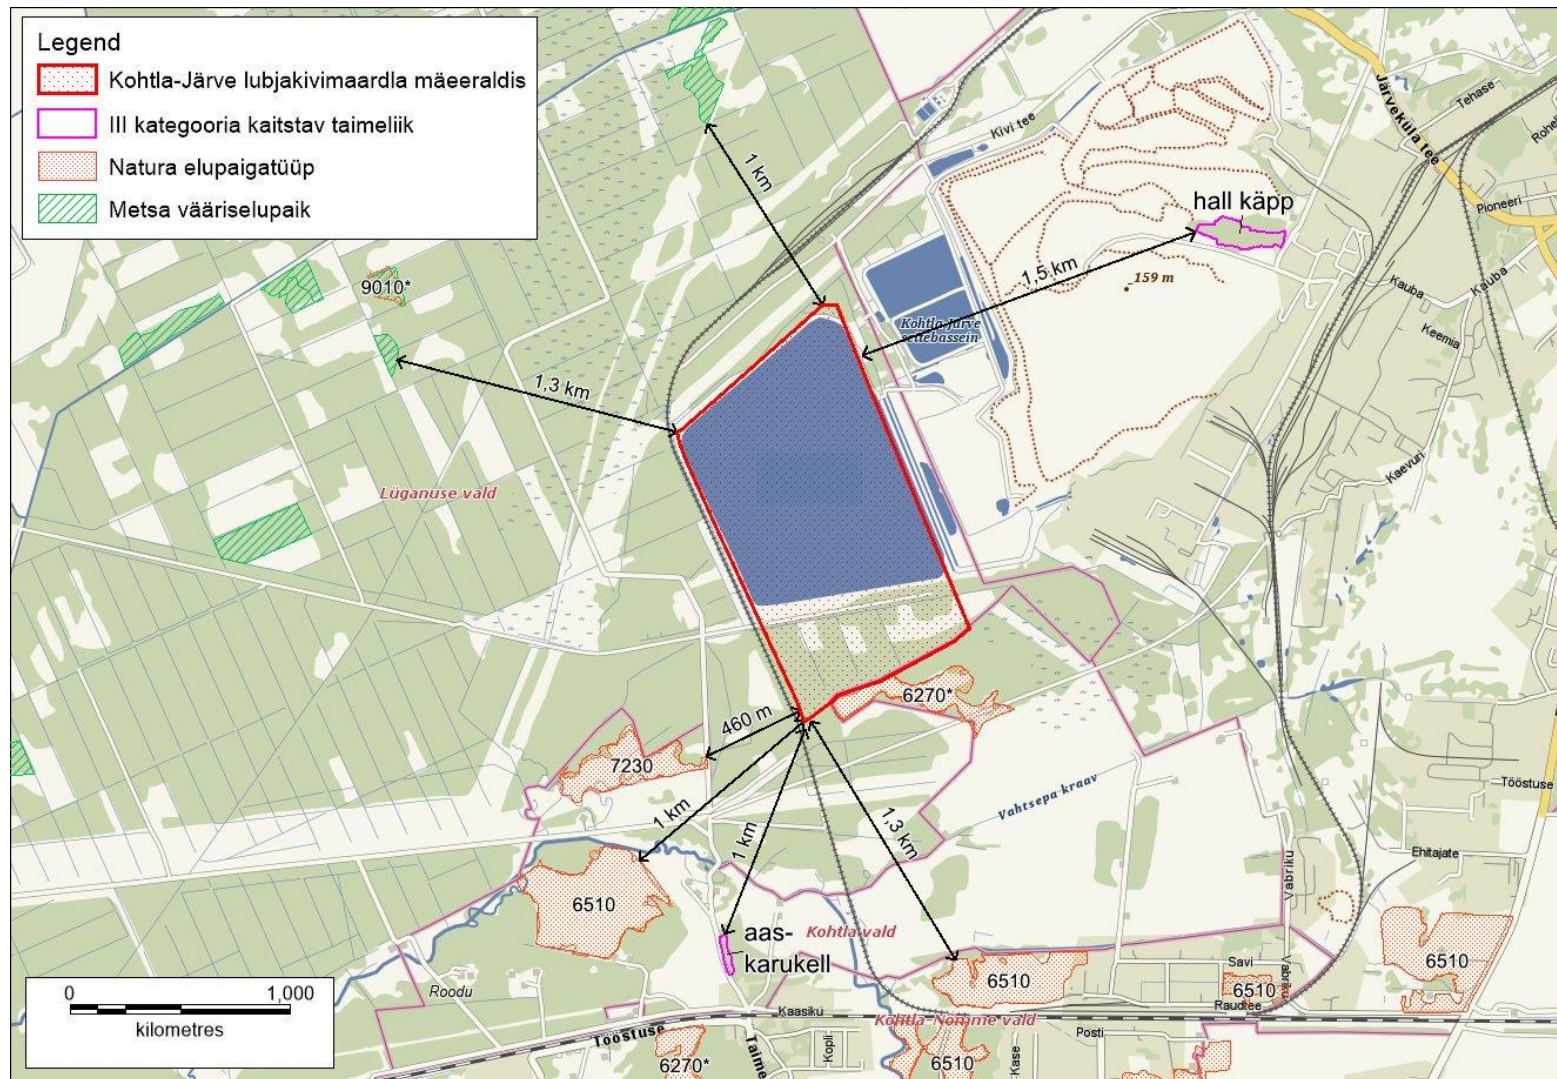 Legend
Kohtla-Järve lubjakivimaardla mäeeraldis
III kategooria kaitstav taimeliik
Natura elupaigatüüp
Metsa vääriselupaik
Järveküla tee
Tehase
Kivi tee
1 km
hall käpp
Pioneeri
1,5 km
159 m
9010*
Kauba
Kauba
Kohtla-Järve
settebassein
Keemia
1,3 km
Kaevuri
Lüganuse vald
6270*
460 m
7230
Tööstuse
Vahtsepa kraav
1 km
1 km
1,3 km
Ehitajate
Vabriku
6510
aas-
karukell
Kohtla vald
Savi
Vabriku
6510
6510
6510
Raudtee
Roodu
0
1,000
kilometres
Kaasiku
Kohtla-Nõmme vald
Tööstuse
Posti
6270*
Taime
Kopli
6510
Kase